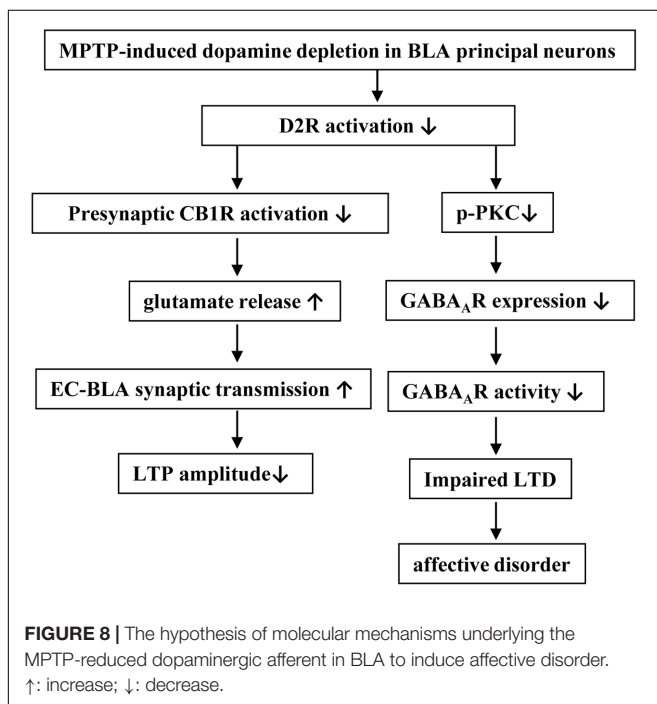 MPTP-induced dopamine depletion in BLA principal neurons
D2R activation ↓
Presynaptic CB1R activation ↓
p-PKC↓
glutamate release ↑
GABA_AR expression ↓
EC-BLA synaptic transmission ↑
GABA_AR activity ↓
LTP amplitude↓
Impaired LTD
affective disorder
FIGURE 8 | The hypothesis of molecular mechanisms underlying the
MPTP-reduced dopaminergic afferent in BLA to induce affective disorder.
↑: increase; ↓: decrease.